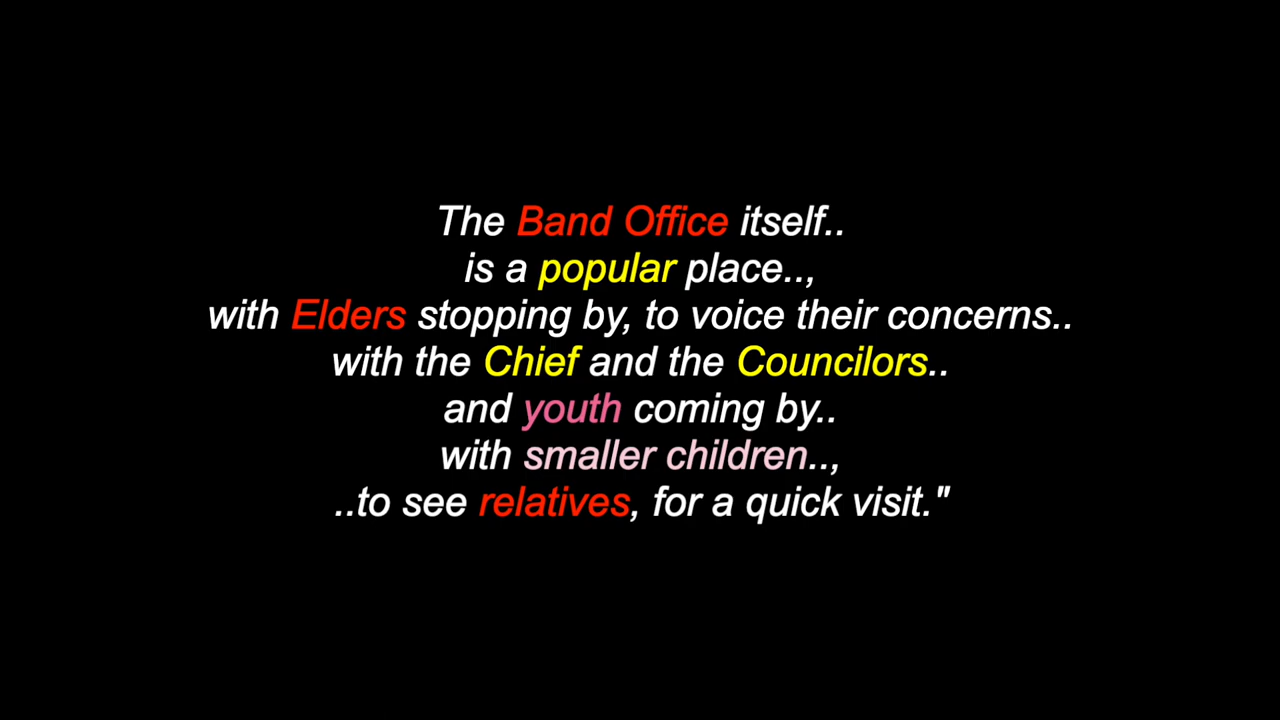 The Band Office itself..
is a popular place..,
with Elders stopping by, to voice their concerns..
with the Chief and the Councilors..
and youth coming by..
with smaller children..,
..to see relatives, for a quick visit."